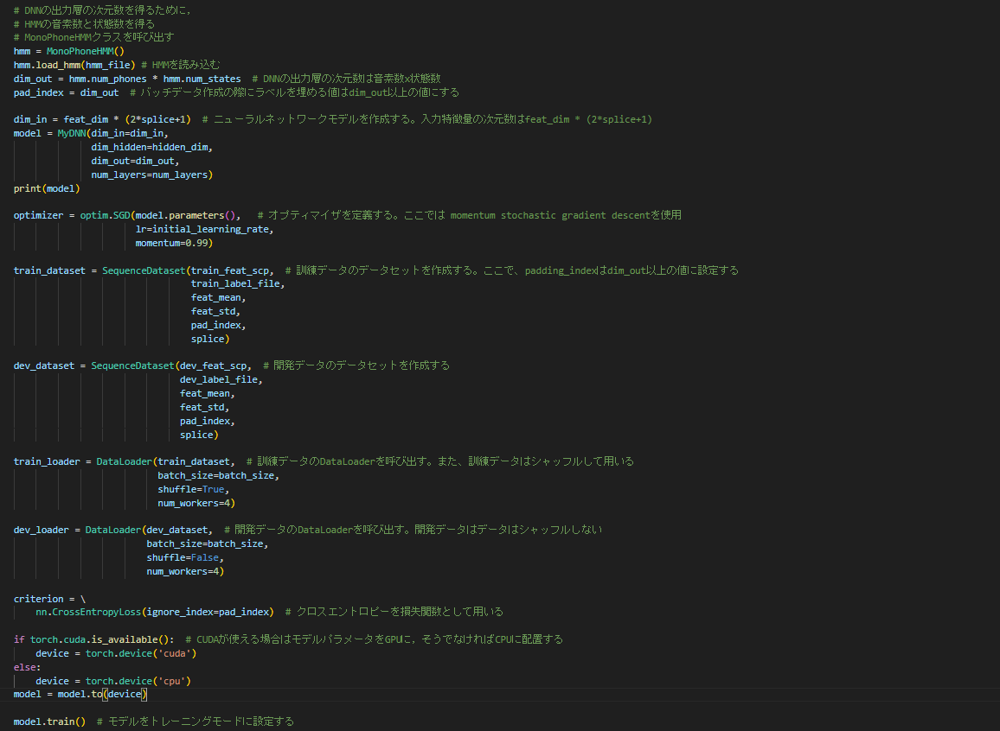 # DNNの出力層の次元数を得るために,
# HMMの音素数と状態数を得る
# MonoPhoneHMMクラスを呼び出す
hmm = MonoPhoneHMM()
hmm.load_hmm(hmm_file) # HMMを読み込む
dim_out = hmm.num_phones * hmm.num_states  # DNNの出力層の次元数は音素数x状態数
pad_index = dim_out  # バッチデータ作成の際にラベルを埋める値はdim_out以上の値にする
dim_in = feat_dim * (2*splice+1)  # ニューラルネットワークモデルを作成する。入力特徴量の次元数はfeat_dim * (2*splice+1)
model = MyDNN(dim_in=dim_in,
dim_hidden=hidden_dim,
dim_out=dim_out,
num_layers=num_layers)
print(model)
optimizer = optim.SGD(model.parameters(),   # オプティマイザを定義する。ここでは momentum stochastic gradient descentを使用
lr=initial_learning_rate,
momentum=0.99)
train_dataset = SequenceDataset(train_feat_scp,  # 訓練データのデータセットを作成する。ここで、padding_indexはdim_out以上の値に設定する
train_label_file,
feat_mean,
feat_std,
pad_index,
splice)
dev_dataset = SequenceDataset(dev_feat_scp,  # 開発データのデータセットを作成する
dev_label_file,
feat_mean,
feat_std,
pad_index,
splice)
train_loader = DataLoader(train_dataset,  # 訓練データのDataLoaderを呼び出す。また、訓練データはシャッフルして用いる
batch_size=batch_size,
shuffle=True,
num_workers=4)
dev_loader = DataLoader(dev_dataset,  # 開発データのDataLoaderを呼び出す。開発データはデータはシャッフルしない
batch_size=batch_size,
shuffle=False,
num_workers=4)
criterion = \
nn.CrossEntropyLoss(ignore_index=pad_index)  # クロスエントロピーを損失関数として用いる
if torch.cuda.is_available():  # CUDAが使える場合はモデルパラメータをGPUに, そうでなければCPUに配置する
device = torch.device('cuda')
else:
device = torch.device('cpu')
model = model.to(device)
model.train()  # モデルをトレーニングモードに設定する